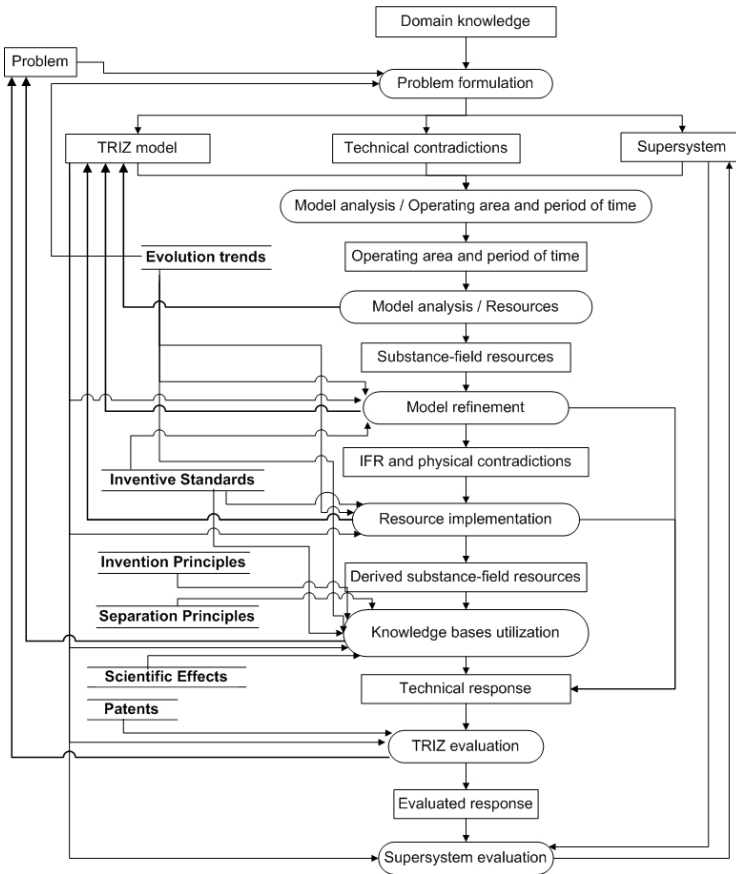 Domain knowledge
Problem
Problem formulation
TRIZ model
Technical contradictions
Supersystem
Model analysis / Operating area and period of time
Evolution trends
Operating area and period of time
Model analysis / Resources
Substance-field resources
Model refinement
IFR and physical contradictions
Inventive Standards
Resource implementation
Invention Principles
Derived substance-field resources
Separation Principles
Knowledge bases utilization
Scientific Effects
Technical response
Patents
TRIZ evaluation
Evaluated response
Supersystem evaluation